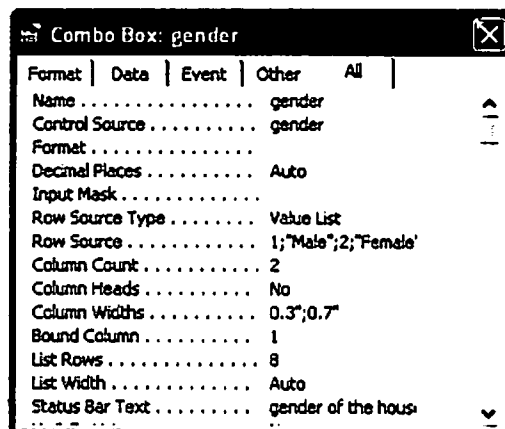 Combo Box: gender
Format Data Event Other All
Name . . . . . . . . . . . . . . gender
Control Source . . . . . . . . . . gender
Format . . . . . . . . . . . . . .
Decimal Places . . . . . . . . . . Auto
Input Mask . . . . . . . . . . . . .
Row Source Type . . . . . . . . Value List
Row Source . . . . . . . . . . . . 1;"Male";2;"Female'
Column Count . . . . . . . . . . . 2
Column Heads . . . . . . . . . . No
Column Widths . . . . . . . . . . 0.3";0.7"
Bound Column . . . . . . . . . . 1
List Rows . . . . . . . . . . . . . 8
List Width . . . . . . . . . . . . . Auto
Status Bar Text . . . . . . . . . gender of the hous